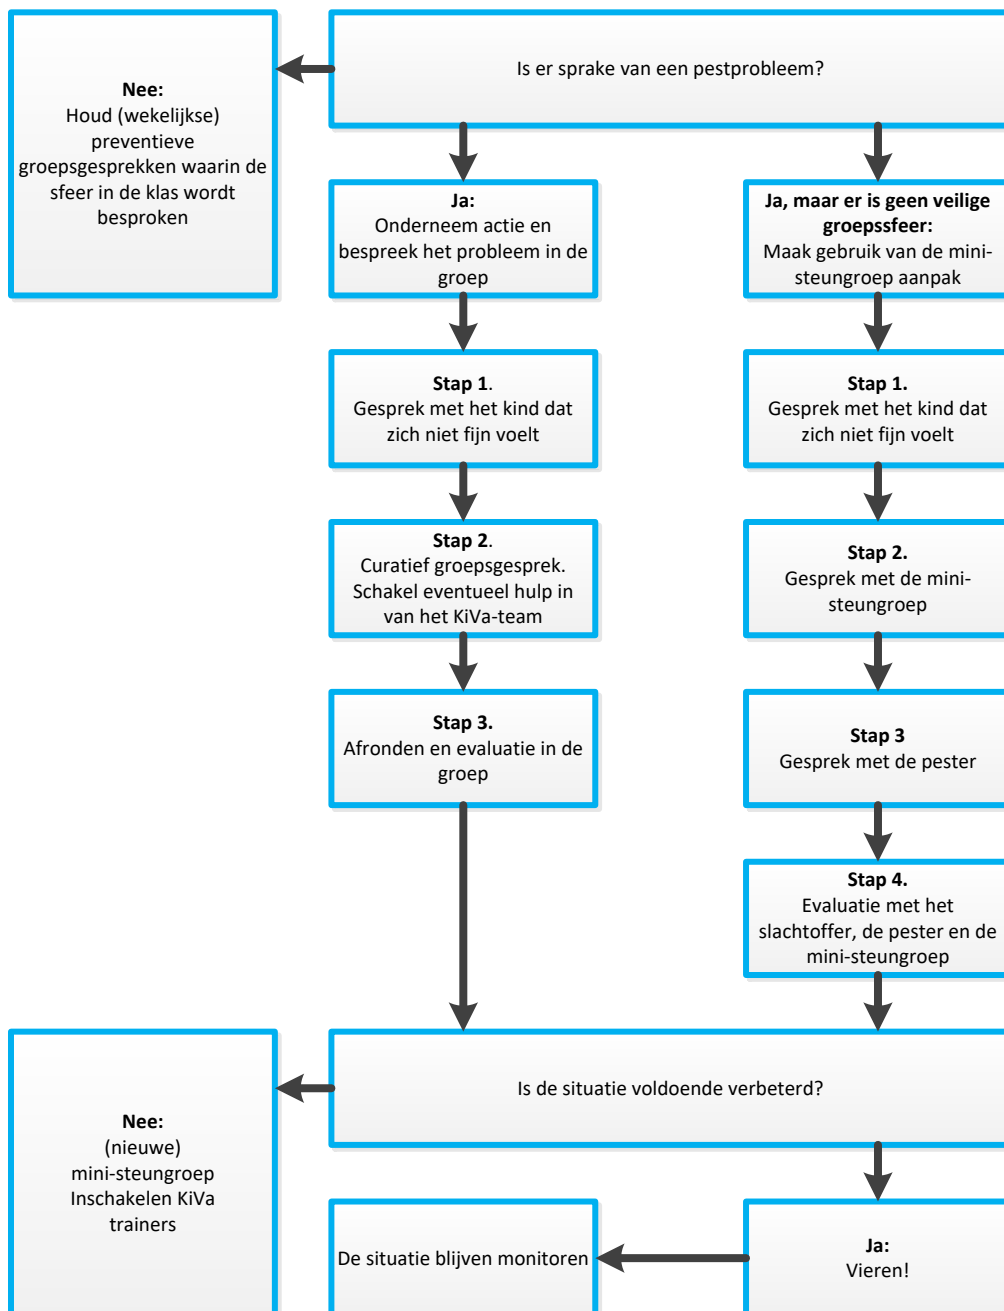 Is er sprake van een pestprobleem?
Nee:
Houd (wekelijkse)
preventieve
groepsgesprekken waarin de
sfeer in de klas wordt
besproken
Ja:
Onderneem actie en
bespreek het probleem in de
groep
Ja, maar er is geen veilige
groepssfeer:
Maak gebruik van de mini-
steungroep aanpak
Stap 1.
Gesprek met het kind dat
zich niet fijn voelt
Stap 1.
Gesprek met het kind dat
zich niet fijn voelt
Stap 2.
Curatief groepsgesprek.
Schakel eventueel hulp in
van het KiVa-team
Stap 2.
Gesprek met de mini-
steungroep
Stap 3.
Afronden en evaluatie in de
groep
Stap 3
Gesprek met de pester
Stap 4.
Evaluatie met het
slachtoffer, de pester en de
mini-steungroep
Is de situatie voldoende verbeterd?
Nee:
(nieuwe)
mini-steungroep
Inschakelen KiVa
trainers
De situatie blijven monitoren
Ja:
Vieren!